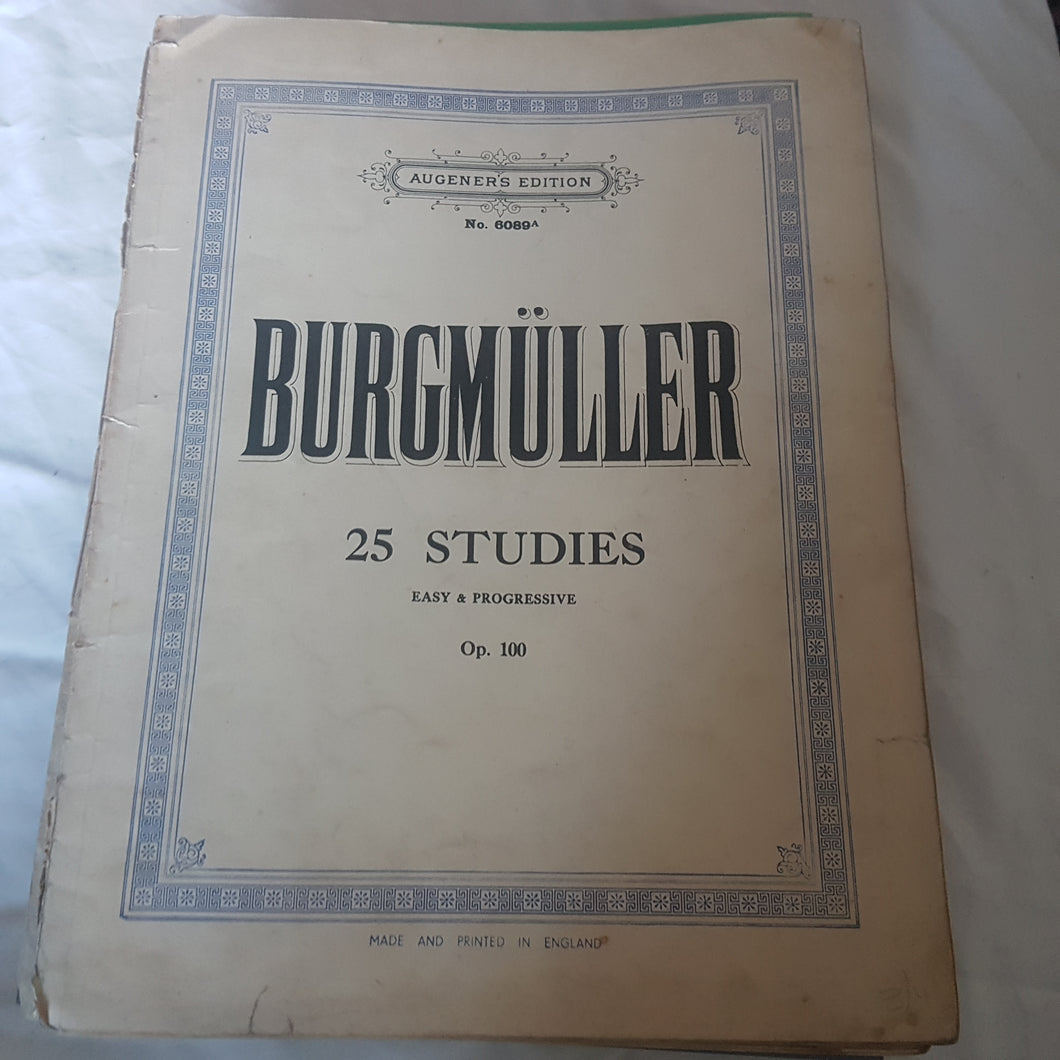 AUGENER'S EDITION
No. 6089A
BURGMÜLLER
25 STUDIES
EASY & PROGRESSIVE
Op. 100
MADE AND PRINTED IN ENGLAND